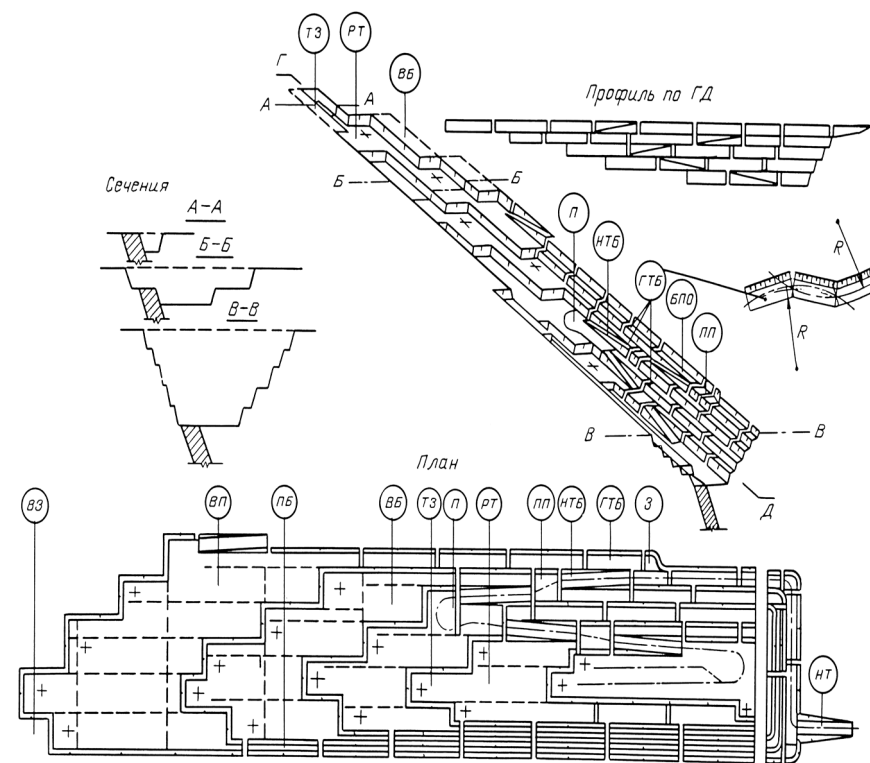 ТЗ РТ
Г ВБ
А А
Профиль по ГД
Б Б
Сечения
А-А
Б-Б
В-В
П НТБ
ГТБ
БПО
ПП
R
R
В В
Д
План
ВЗ ВП ПБ ВБ ТЗ П РТ ПП НТБ ГТБ З
НТ